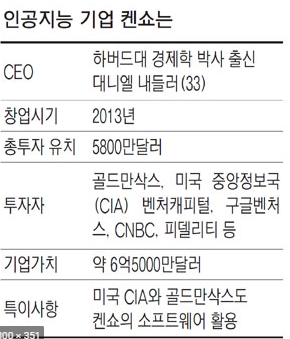 인공지능 기업 켄쇼는
CEO
하버드대 경제학 박사 출신
대니엘 내들러(33)
창업시기 2013년
총투자 유치 5800만달러
투자자
골드만삭스, 미국 중앙정보국
(CIA) 벤처캐피털, 구글벤처
스, CNBC, 피델리티 등
기업가치 약 6억5000만달러
특이사항
미국 CIA와 골드만삭스도
켄쇼의 소프트웨어 활용
00 × 351